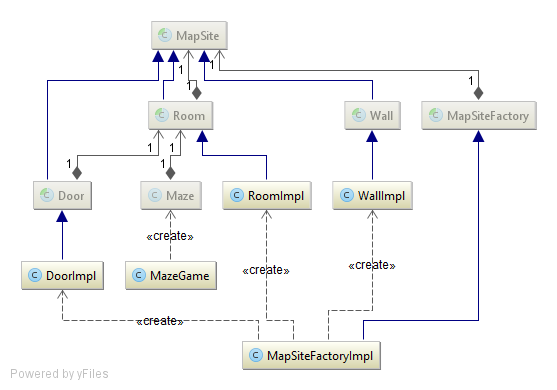 C MapSite
1
1
1
C Room
C Wall
C MapSiteFactory
1
1
1
C Door
C Maze
C RoomImpl
C WallImpl
«create»
«create»
«create»
C DoorImpl
C MazeGame
«create»
C MapSiteFactoryImpl
Powered by yFiles